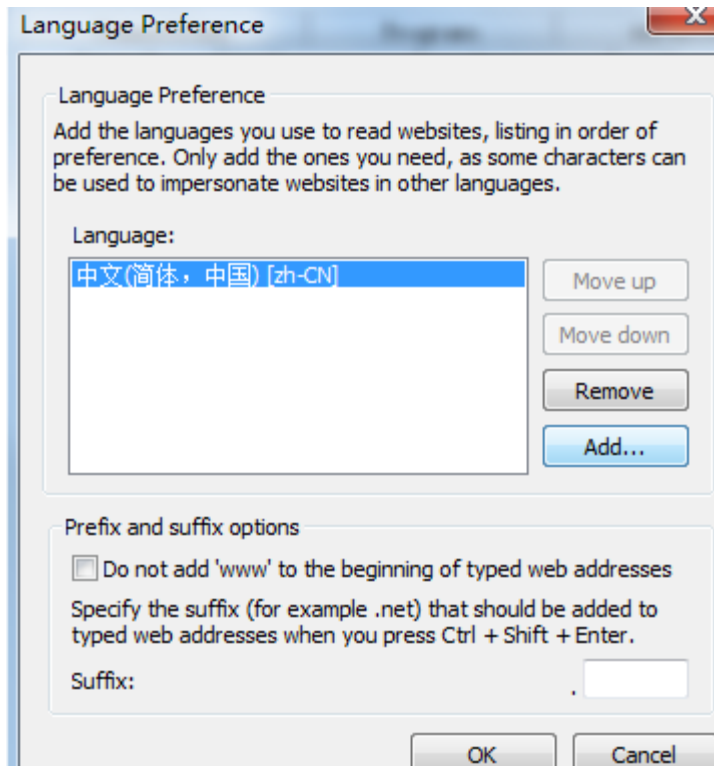 Language Preference
Language Preference
Add the languages you use to read websites, listing in order of
preference. Only add the ones you need, as some characters can
be used to impersonate websites in other languages.
Language:
中文(简体，中国) [zh-CN]
Move up
Move down
Remove
Add...
Prefix and suffix options
Do not add 'www' to the beginning of typed web addresses
Specify the suffix (for example .net) that should be added to
typed web addresses when you press Ctrl + Shift + Enter.
Suffix:
.
OK
Cancel